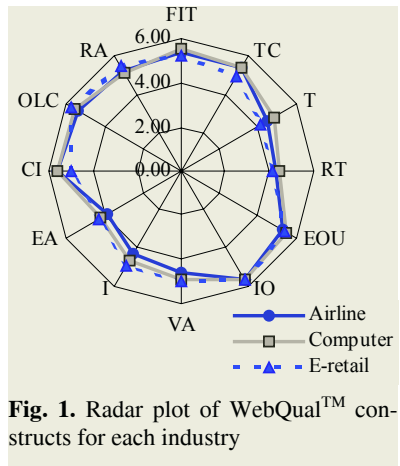 FIT
6.00
RA
TC
4.00
OLC
T
2.00
CI
0.00
RT
EA
EOU
I
IO
VA
Airline
Computer
E-retail
Fig. 1. Radar plot of WebQual™ con-
structs for each industry